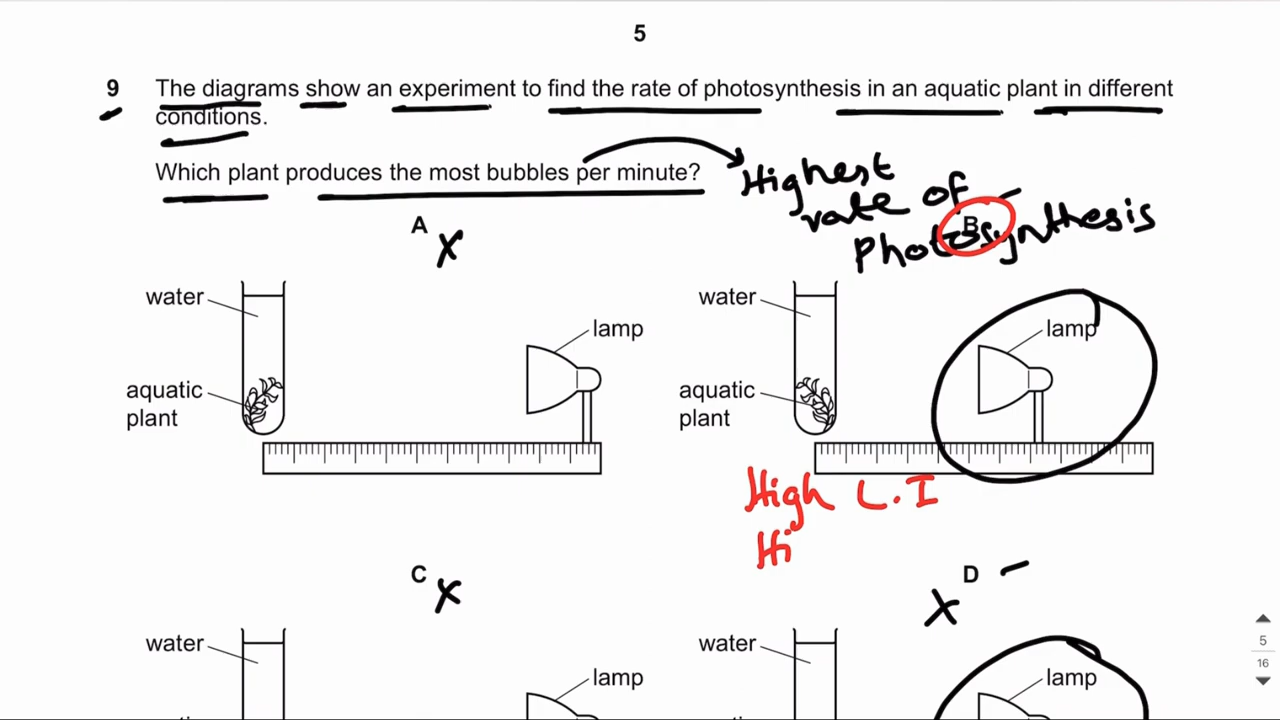 5
9 The diagrams show an experiment to find the rate of photosynthesis in an aquatic plant in different
conditions.
Which plant produces the most bubbles per minute?
Highest
rate of
Photosynthesis
A X
B
water
lamp
aquatic
plant
water
lamp
aquatic
plant
High L.I
Hi
C X
X D
water
lamp
water
lamp
5
16